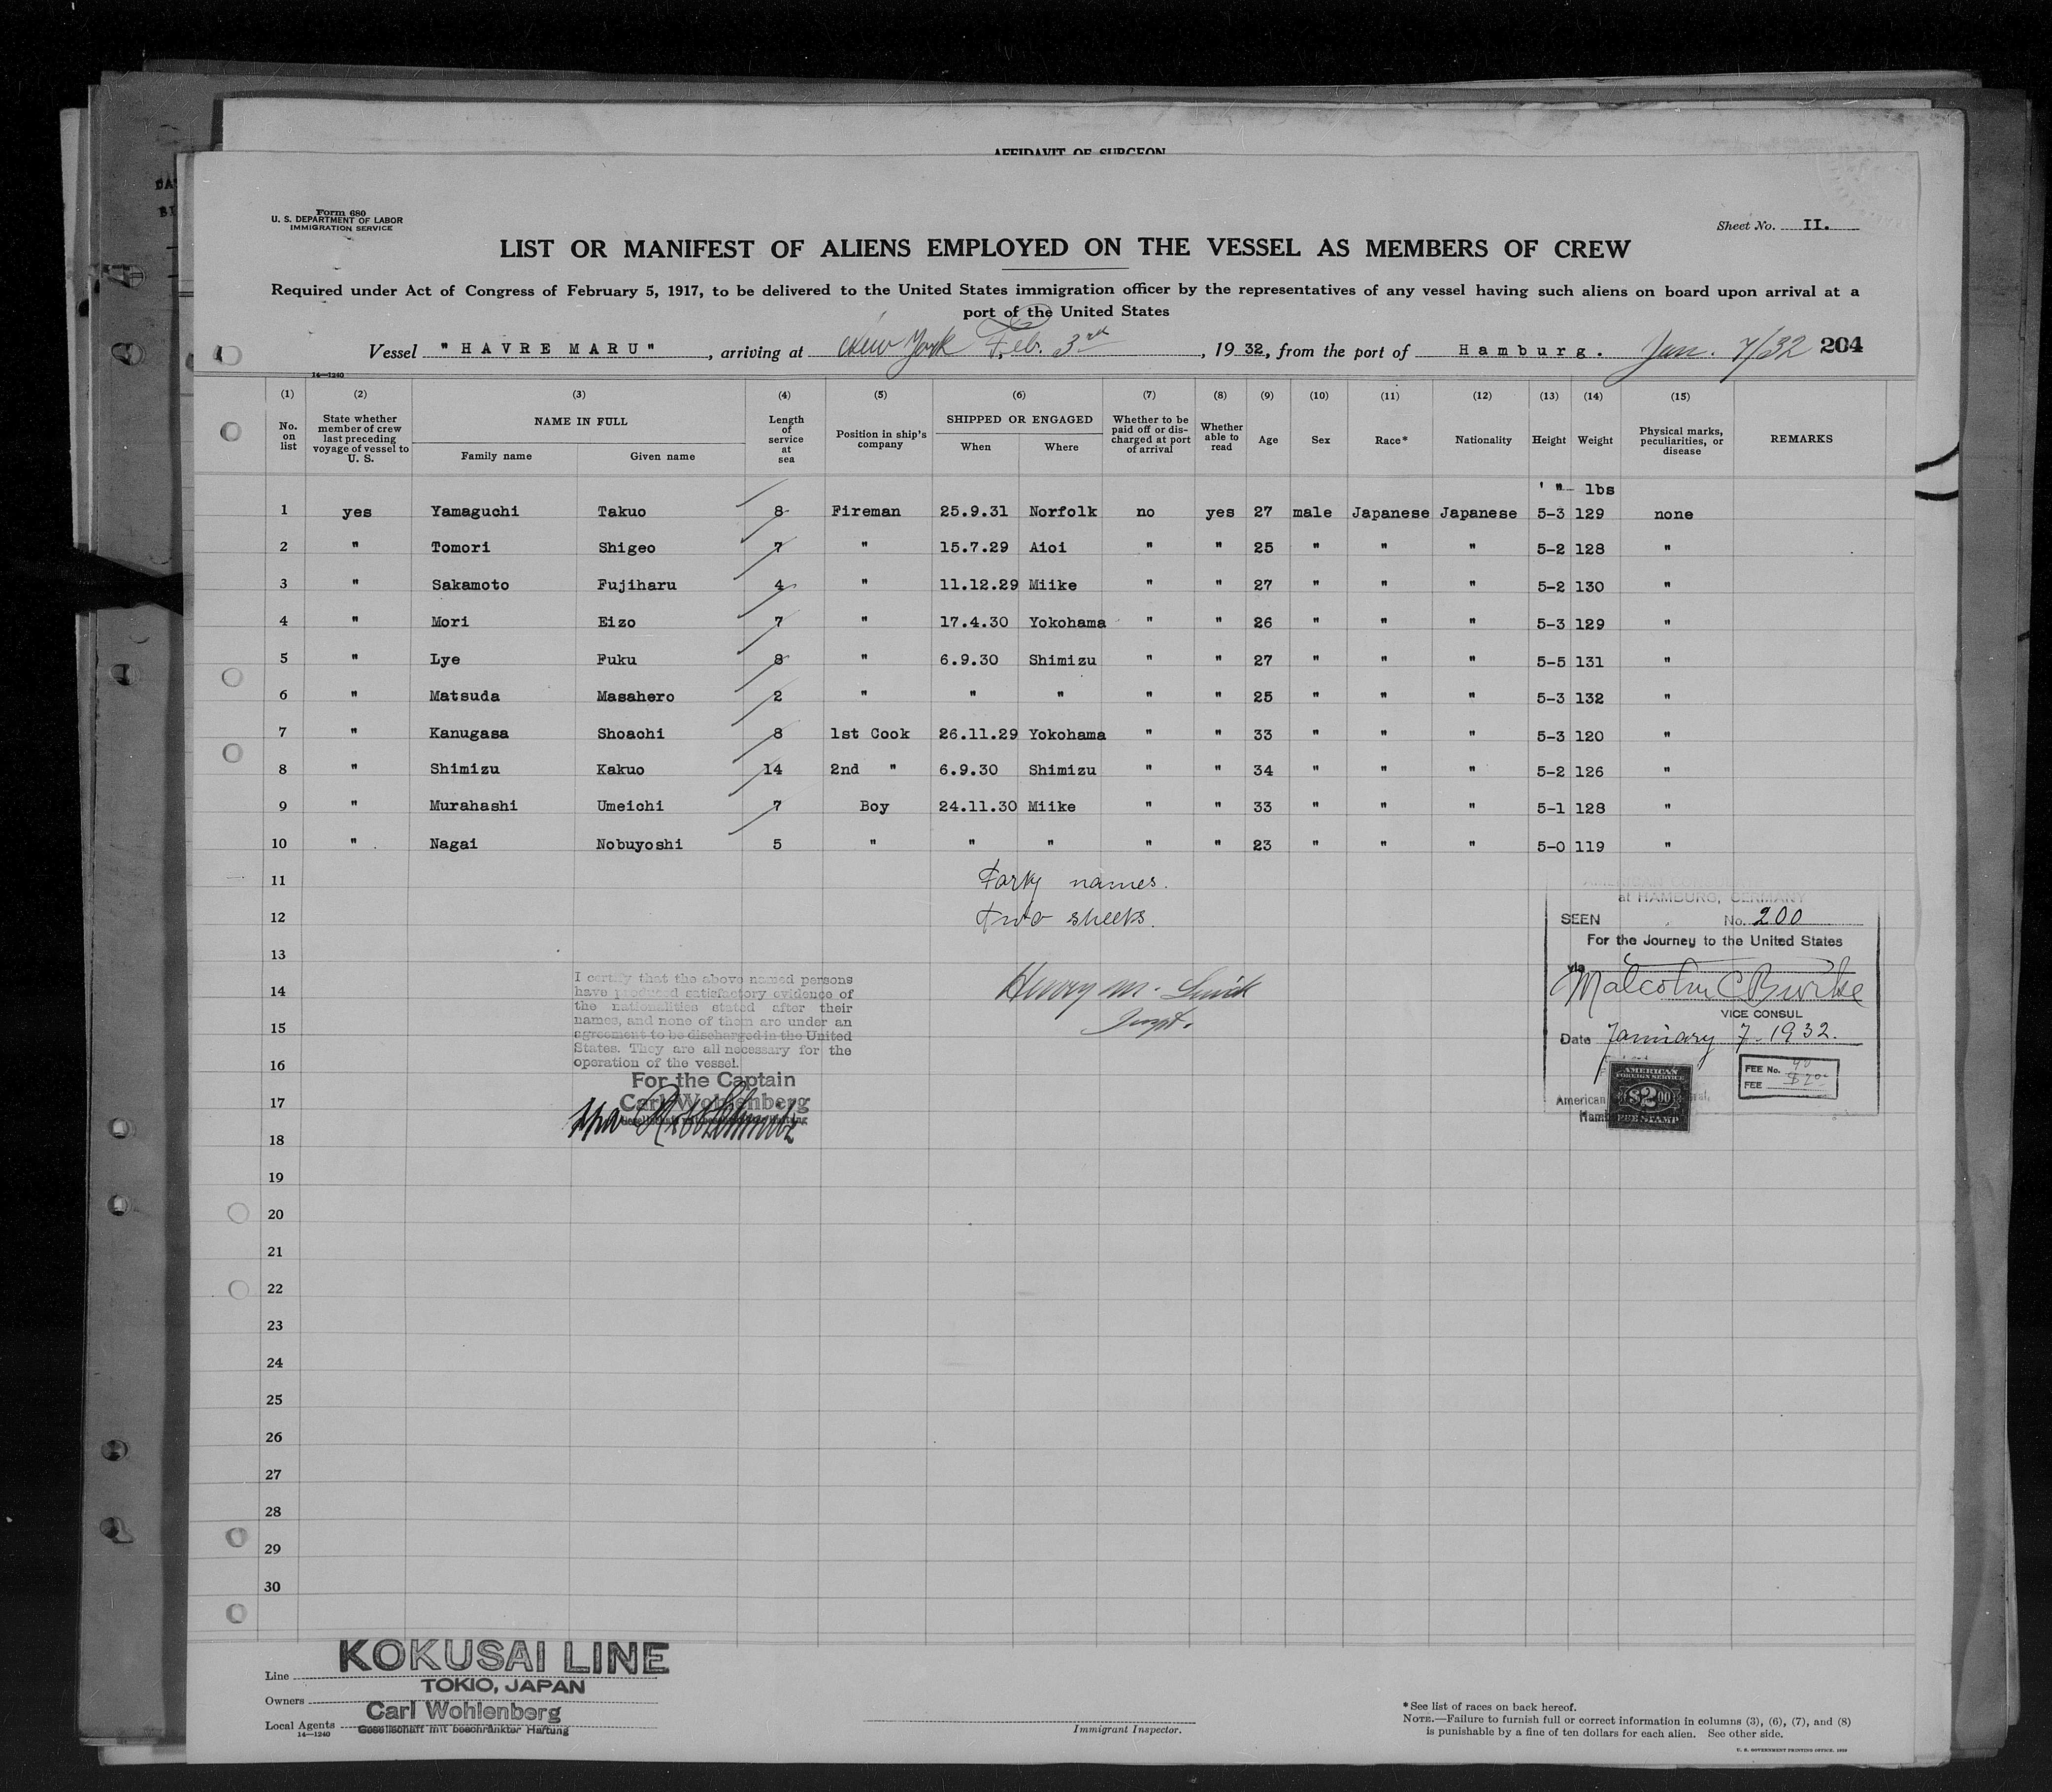 AFFIDAVIT OF SURGEON
Form 680
U. S. DEPARTMENT OF LABOR
IMMIGRATION SERVICE
Sheet No. II.
LIST OR MANIFEST OF ALIENS EMPLOYED ON THE VESSEL AS MEMBERS OF CREW
Required under Act of Congress of February 5, 1917, to be delivered to the United States immigration officer by the representatives of any vessel having such aliens on board upon arrival at a
port of the United States
Vessel "HAVRE MARU", arriving at New York Feb. 3rd, 1932, from the port of Hamburg. Jan. 7/32 204
14—1240
(1) (2) (3) (4) (5) (6) (7) (8) (9) (10) (11) (12) (13) (14) (15)
No. on list | State whether member of crew last preceding voyage of vessel to U. S. | NAME IN FULL Family name Given name | Length of service at sea | Position in ship's company | SHIPPED OR ENGAGED When Where | Whether to be paid off or discharged at port of arrival | Whether able to read | Age | Sex | Race* | Nationality | Height | Weight | Physical marks, peculiarities, or disease | REMARKS
' " lbs
1 yes Yamaguchi Takuo 8 Fireman 25.9.31 Norfolk no yes 27 male Japanese Japanese 5-3 129 none
2 " Tomori Shigeo 7 " 15.7.29 Aioi " " 25 " " " 5-2 128 "
3 " Sakamoto Fujiharu 4 " 11.12.29 Miike " " 27 " " " 5-2 130 "
4 " Mori Eizo 7 " 17.4.30 Yokohama " " 26 " " " 5-3 129 "
5 " Lye Fuku 8 " 6.9.30 Shimizu " " 27 " " " 5-5 131 "
6 " Matsuda Masahero 2 " " " " " 25 " " " 5-3 132 "
7 " Kanugasa Shoachi 8 1st Cook 26.11.29 Yokohama " " 33 " " " 5-3 120 "
8 " Shimizu Kakuo 14 2nd " 6.9.30 Shimizu " " 34 " " " 5-2 126 "
9 " Murahashi Umeichi 7 Boy 24.11.30 Miike " " 33 " " " 5-1 128 "
10 " Nagai Nobuyoshi 5 " " " " " 23 " " " 5-0 119 "
11
12
13
14
15
16
17
18
19
20
21
22
23
24
25
26
27
28
29
30
Forty names.
two sheets.
Henry M.
Inspt.
I certify that the above named persons
have produced satisfactory evidence of
the nationalities stated after their
names, and none of them are under an
agreement to be discharged in the United
States. They are all necessary for the
operation of the vessel.
For the Captain
Carl Wohlenberg
Gesellschaft mit beschränkter Haftung
at HAMBURG, GERMANY
SEEN No. 200
For the Journey to the United States
via
Malcolm C Burke
VICE CONSUL
Date January 7. 1932.
FEE No. 40
FEE $2.00
AMERICAN
FOREIGN SERVICE
$2.00
FEE STAMP
American
Line KOKUSAI LINE
TOKIO, JAPAN
Owners
Carl Wohlenberg
Local Agents Gesellschaft mit beschränkter Haftung
14—1240
Immigrant Inspector.
*See list of races on back hereof.
NOTE.—Failure to furnish full or correct information in columns (3), (6), (7), and (8)
is punishable by a fine of ten dollars for each alien. See other side.
U. S. GOVERNMENT PRINTING OFFICE